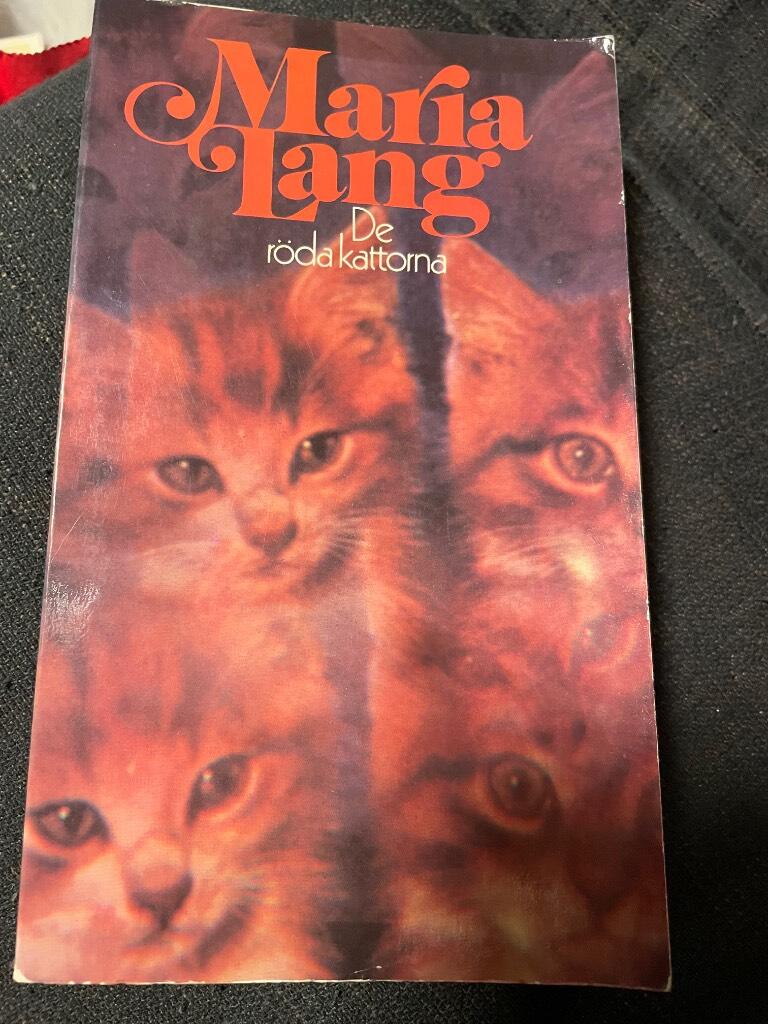 Maria
Lang
De
röda kattorna